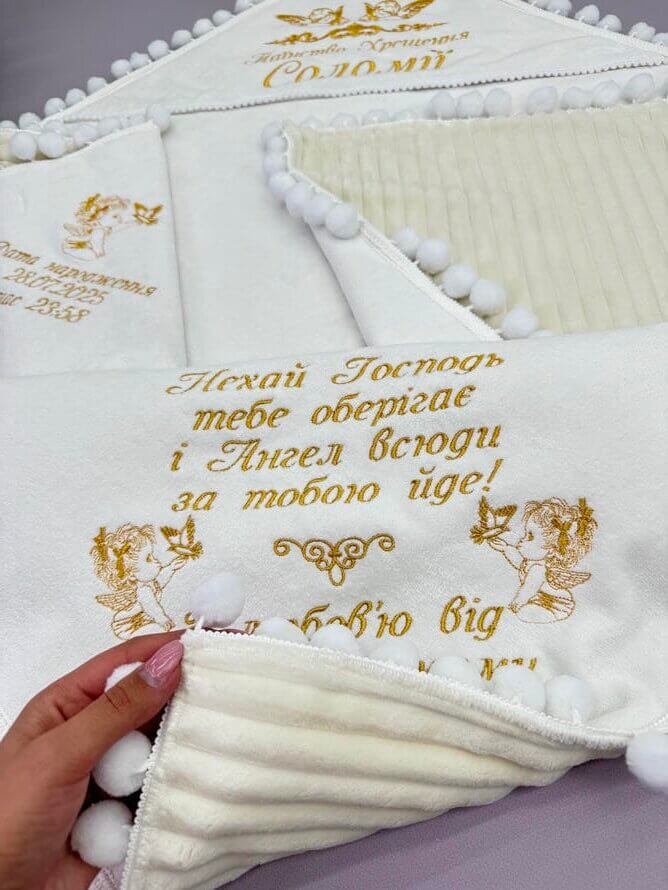 Таїнство Хрещення
Соломії
Дата народження
28.07.2025
час 23:58
Нехай Господь
тебе оберігає
і Ангел всюди
за тобою йде!
любов'ю від